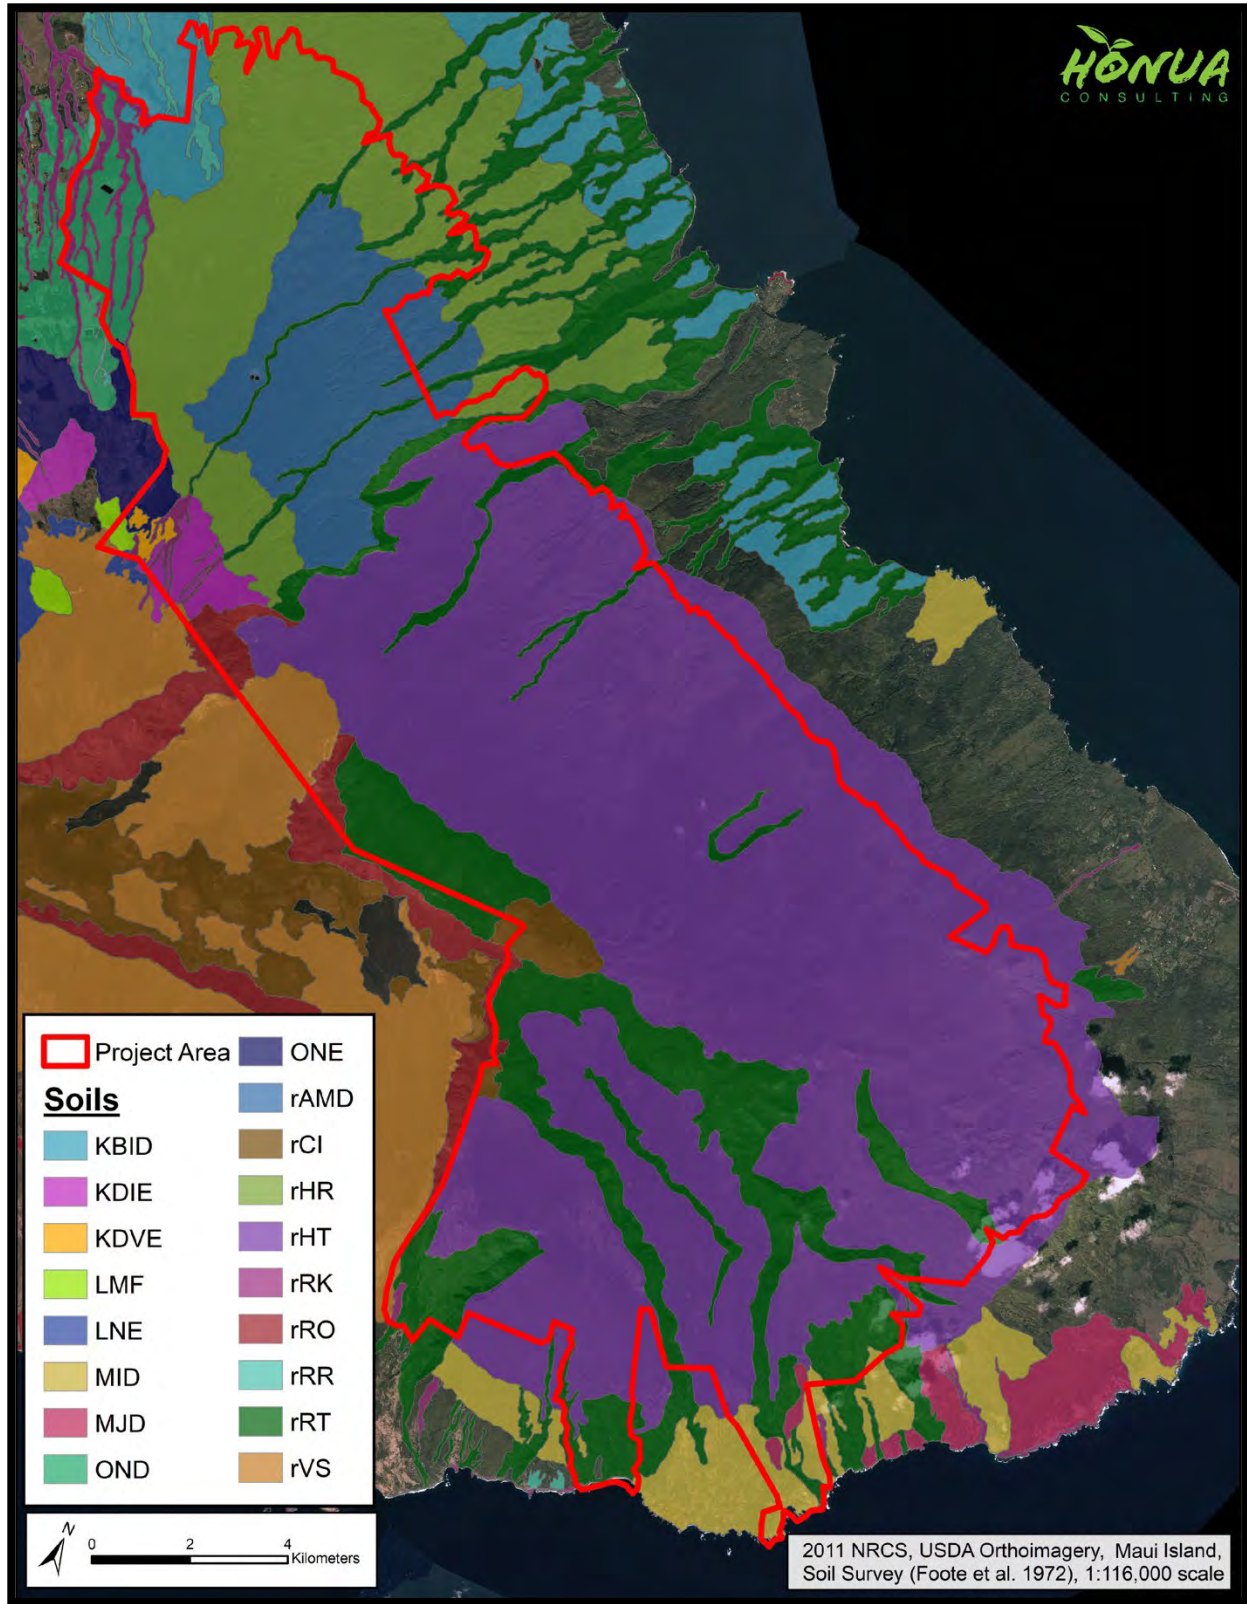 HŌNUA
CONSULTING
Project Area
Soils
KBID
KDIE
KDVE
LMF
LNE
MID
MJD
OND
ONE
rAMD
rCI
rHR
rHT
rRK
rRO
rRR
rRT
rVS
N
0 2 4
Kilometers
2011 NRCS, USDA Orthoimagery, Maui Island,
Soil Survey (Foote et al. 1972), 1:116,000 scale